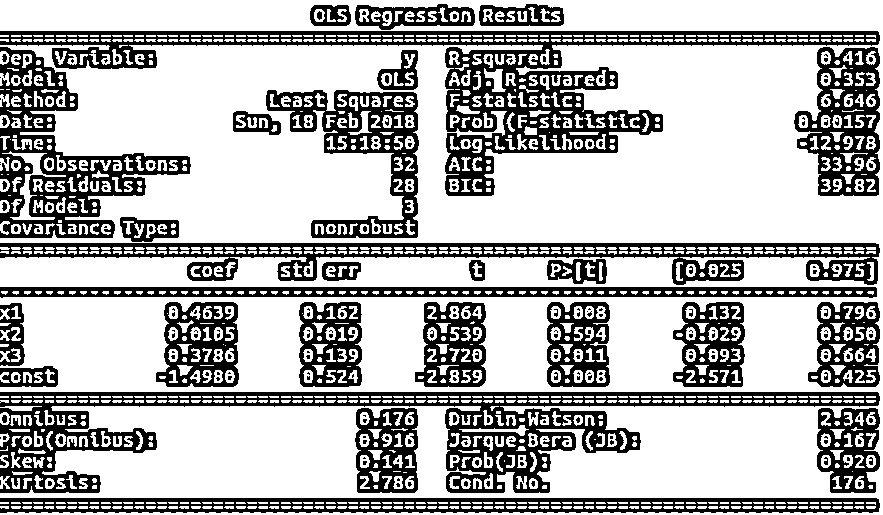 OLS Regression Results
Dep. Variable: y R-squared: 0.416
Model: OLS Adj. R-squared: 0.353
Method: Least Squares F-statistic: 6.646
Date: Sun, 18 Feb 2018 Prob (F-statistic): 0.00157
Time: 15:18:50 Log-Likelihood: -12.978
No. Observations: 32 AIC: 33.96
Df Residuals: 28 BIC: 39.82
Df Model: 3
Covariance Type: nonrobust
coef std err t P>|t| [0.025 0.975]
x1 0.4639 0.162 2.864 0.008 0.132 0.796
x2 0.0105 0.019 0.539 0.594 -0.029 0.050
x3 0.3786 0.139 2.720 0.011 0.093 0.664
const -1.4980 0.524 -2.859 0.008 -2.571 -0.425
Omnibus: 0.176 Durbin-Watson: 2.346
Prob(Omnibus): 0.916 Jarque-Bera (JB): 0.167
Skew: 0.141 Prob(JB): 0.920
Kurtosis: 2.786 Cond. No. 176.